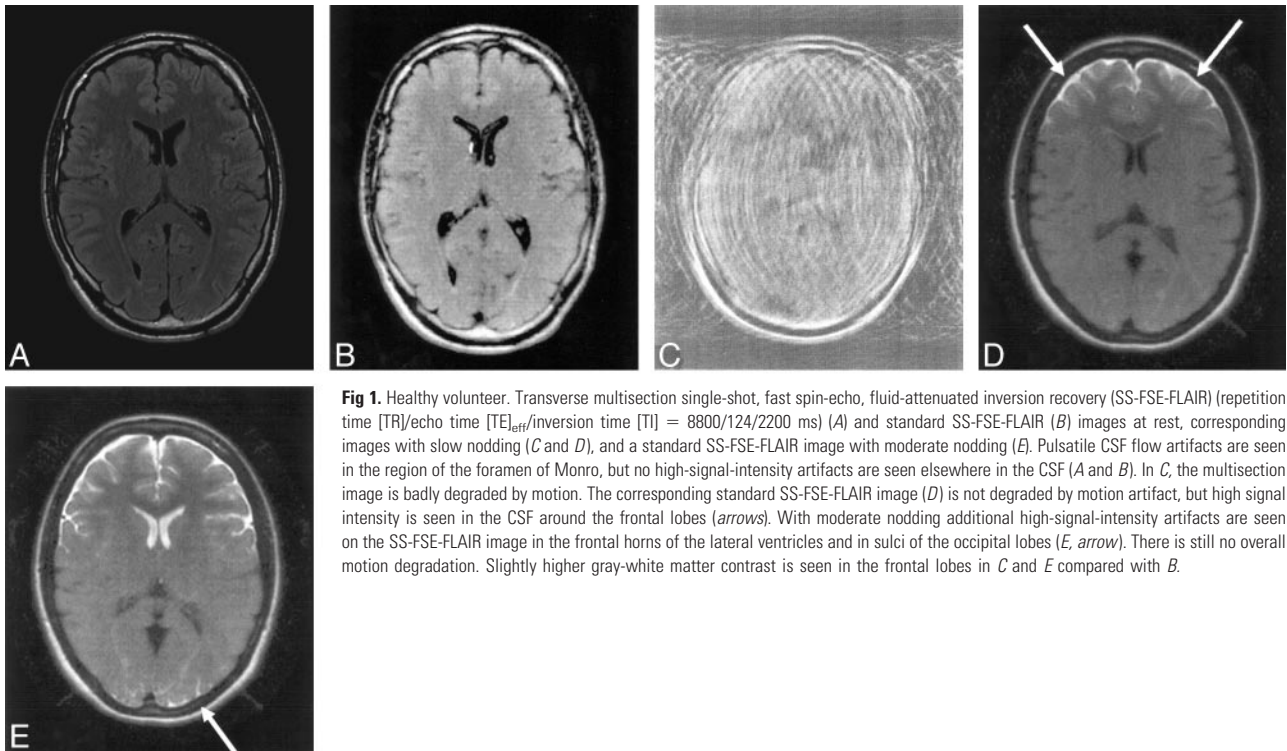 A
B
C
D
E
Fig 1. Healthy volunteer. Transverse multisection single-shot, fast spin-echo, fluid-attenuated inversion recovery (SS-FSE-FLAIR) (repetition
time [TR]/echo time [TE]eff/inversion time [TI] = 8800/124/2200 ms) (A) and standard SS-FSE-FLAIR (B) images at rest, corresponding
images with slow nodding (C and D), and a standard SS-FSE-FLAIR image with moderate nodding (E). Pulsatile CSF flow artifacts are seen
in the region of the foramen of Monro, but no high-signal-intensity artifacts are seen elsewhere in the CSF (A and B). In C, the multisection
image is badly degraded by motion. The corresponding standard SS-FSE-FLAIR image (D) is not degraded by motion artifact, but high signal
intensity is seen in the CSF around the frontal lobes (arrows). With moderate nodding additional high-signal-intensity artifacts are seen
on the SS-FSE-FLAIR image in the frontal horns of the lateral ventricles and in sulci of the occipital lobes (E, arrow). There is still no overall
motion degradation. Slightly higher gray-white matter contrast is seen in the frontal lobes in C and E compared with B.